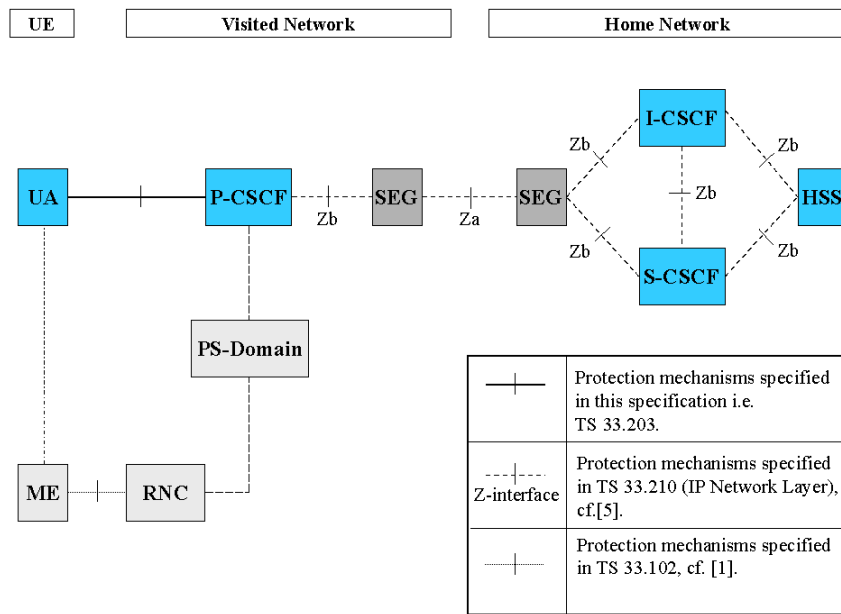 UE
Visited Network
Home Network
I-CSCF
Zb
Zb
UA
P-CSCF
SEG
SEG
Zb
HSS
Zb
Za
Zb
Zb
S-CSCF
PS-Domain
ME
RNC
Protection mechanisms specified
in this specification i.e.
TS 33.203.
Z-interface
Protection mechanisms specified
in TS 33.210 (IP Network Layer),
cf.[5].
Protection mechanisms specified
in TS 33.102, cf. [1].